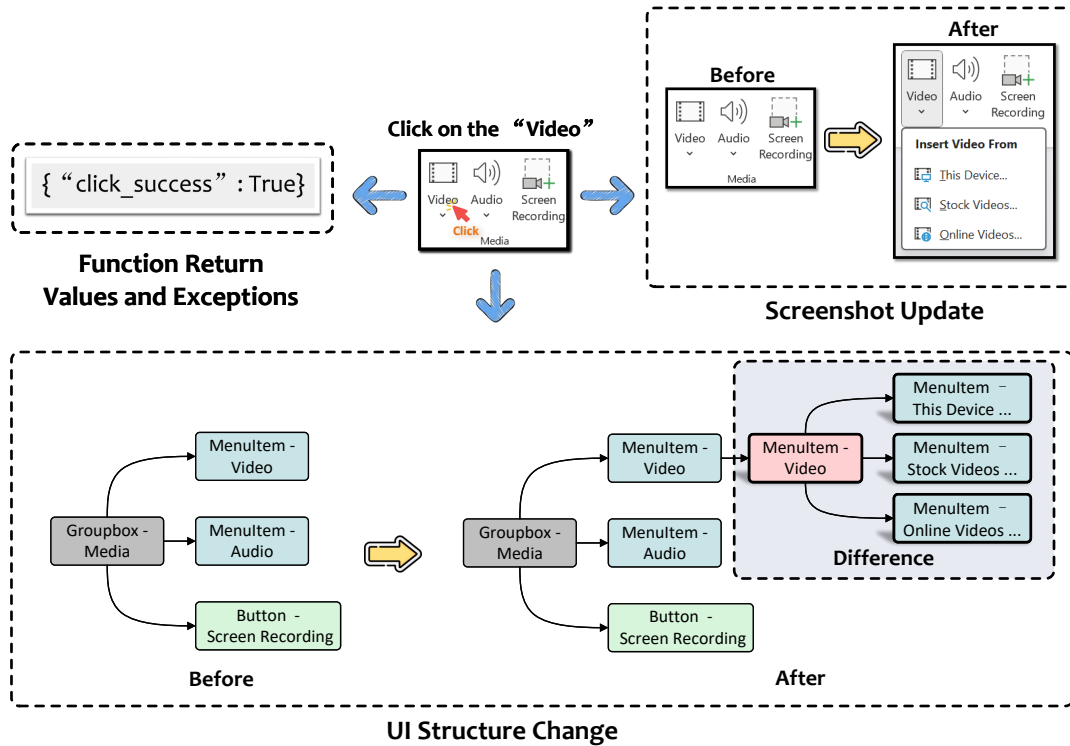 After
Before
Video
Audio
Screen
Recording
Insert Video From
This Device...
Stock Videos...
Online Videos...
Video
Audio
Screen
Recording
Media
Screenshot Update
Click on the “Video”
Video
Audio
Screen
Recording
Click
Media
{ “click_success” : True}
Function Return
Values and Exceptions
MenuItem -
Video
Groupbox -
Media
MenuItem -
Audio
Button -
Screen Recording
Before
MenuItem -
Video
Groupbox -
Media
MenuItem -
Audio
Button -
Screen Recording
MenuItem -
Video
MenuItem –
This Device ...
MenuItem –
Stock Videos ...
MenuItem –
Online Videos ...
Difference
After
UI Structure Change